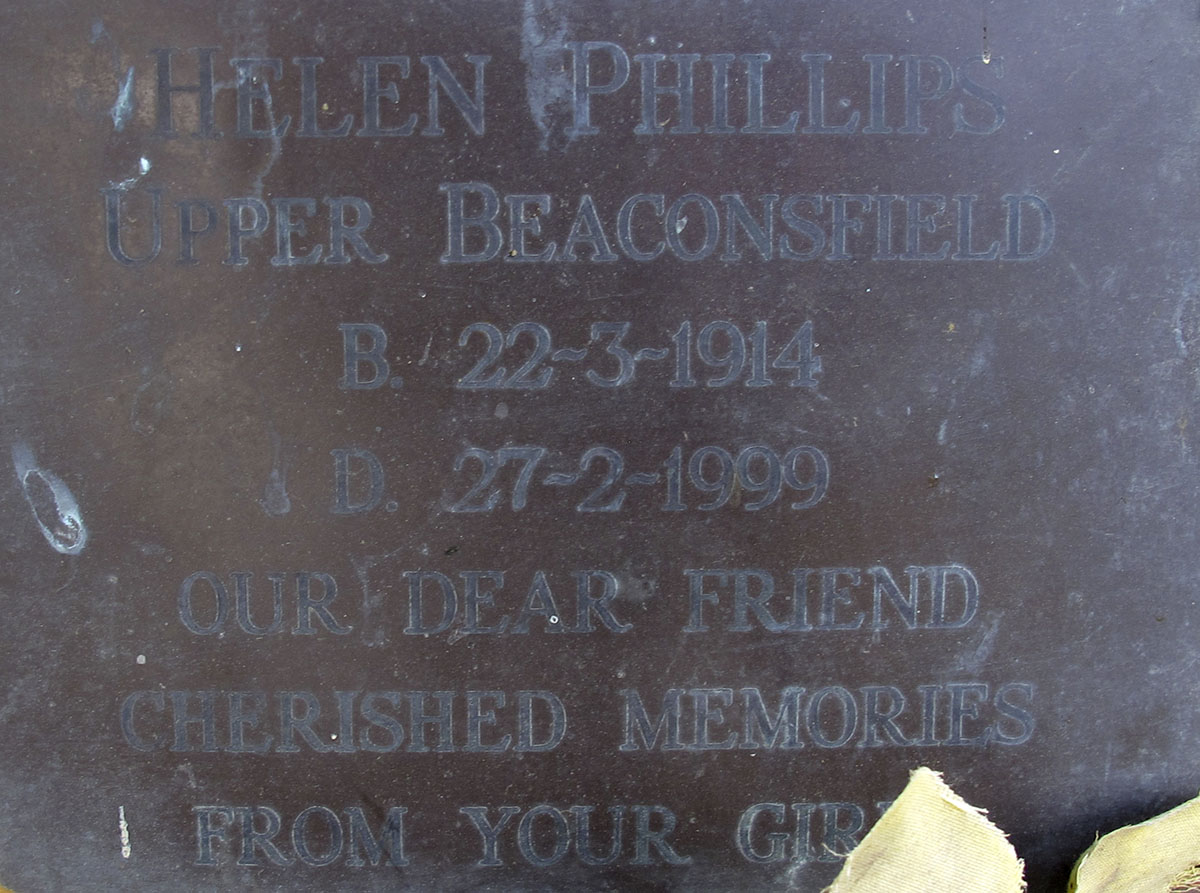 HELEN PHILLIPS
UPPER BEACONSFIELD
B. 22~3~1914
D. 27~2~1999
OUR DEAR FRIEND
CHERISHED MEMORIES
FROM YOUR